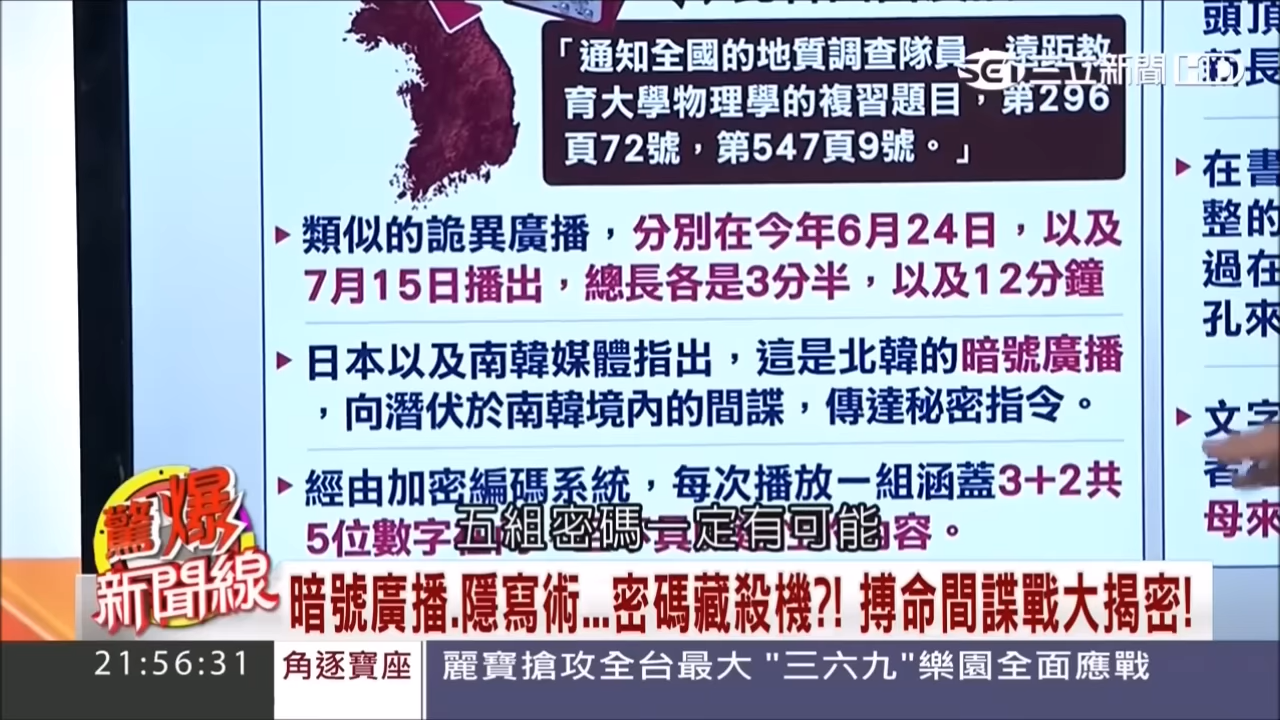 「通知全國的地質調查隊員,遠距教
育大學物理學的複習題目,第296
頁72號,第547頁9號。」
SET三立新聞HD
類似的詭異廣播,分別在今年6月24日,以及
7月15日播出,總長各是3分半,以及12分鐘
日本以及南韓媒體指出,這是北韓的暗號廣播
,向潛伏於南韓境內的間諜,傳達秘密指令。
經由加密編碼系統,每次播放一組涵蓋3+2共
5位數字
內容。
五組密碼一定有可能
頭頂
新長
在書
整的
過在
孔來
文字
者
母來
驚爆
新聞線
暗號廣播.隱寫術...密碼藏殺機?! 搏命間諜戰大揭密!
21:56:31
角逐寶座
麗寶搶攻全台最大 "三六九"樂園全面應戰